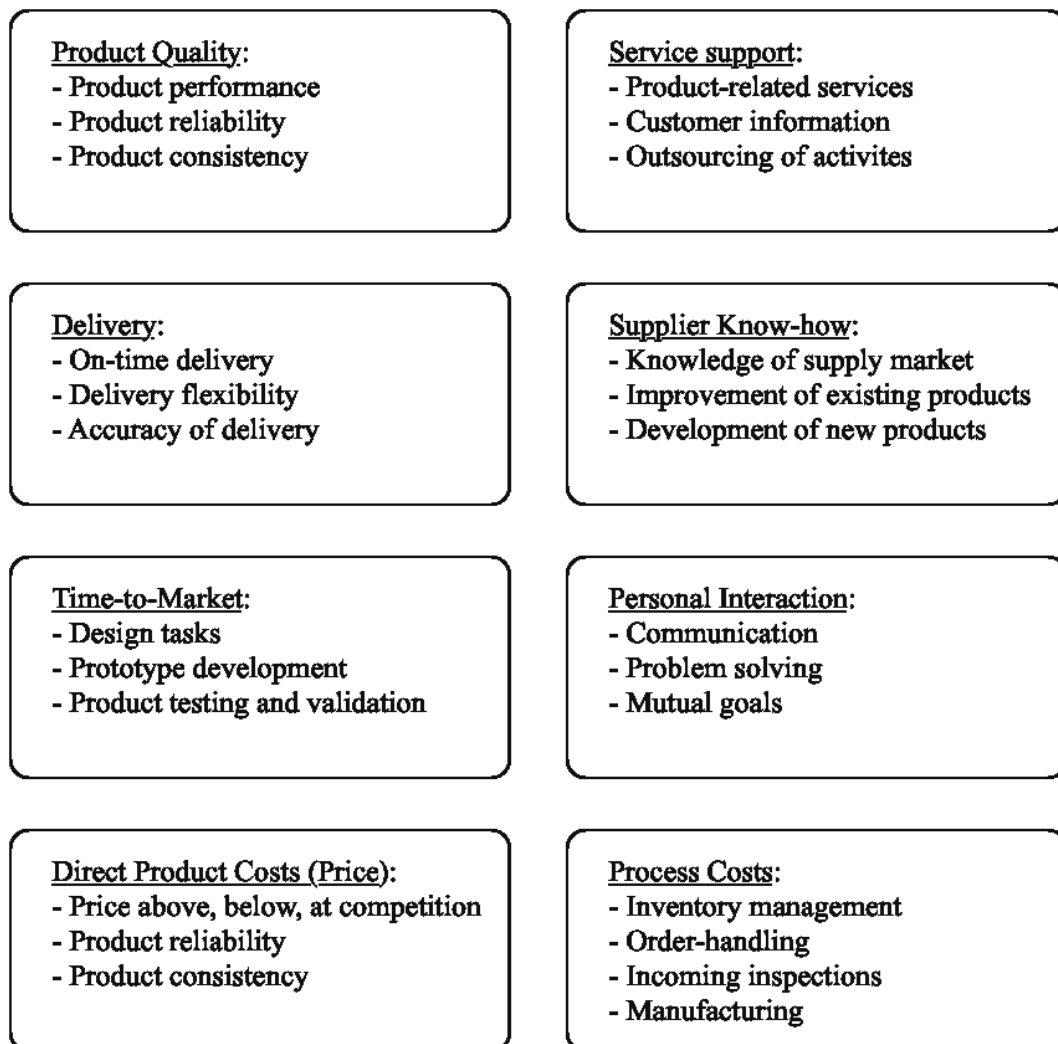 Product Quality:
- Product performance
- Product reliability
- Product consistency
Service support:
- Product-related services
- Customer information
- Outsourcing of activites
Delivery:
- On-time delivery
- Delivery flexibility
- Accuracy of delivery
Supplier Know-how:
- Knowledge of supply market
- Improvement of existing products
- Development of new products
Time-to-Market:
- Design tasks
- Prototype development
- Product testing and validation
Personal Interaction:
- Communication
- Problem solving
- Mutual goals
Direct Product Costs (Price):
- Price above, below, at competition
- Product reliability
- Product consistency
Process Costs:
- Inventory management
- Order-handling
- Incoming inspections
- Manufacturing